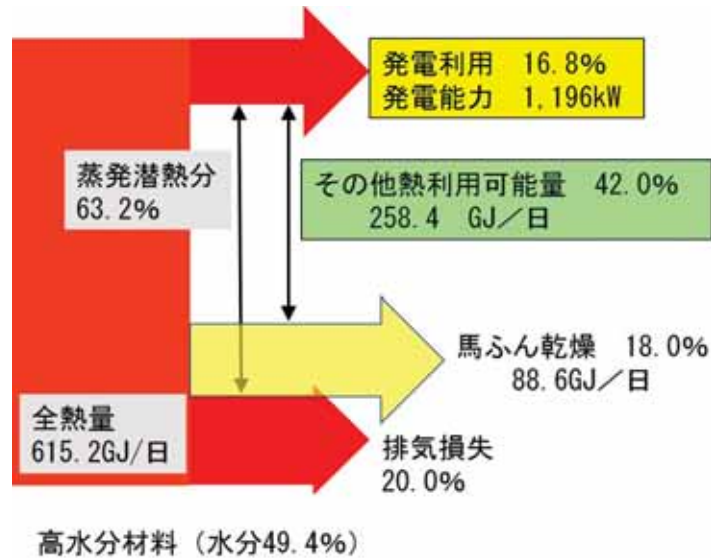 発電利用 16.8%
発電能力 1,196kW
蒸発潜熱分
63.2%
その他熱利用可能量 42.0%
258.4 GJ/日
馬ふん乾燥 18.0%
88.6GJ/日
全熱量
615.2GJ/日
排気損失
20.0%
高水分材料(水分49.4%)